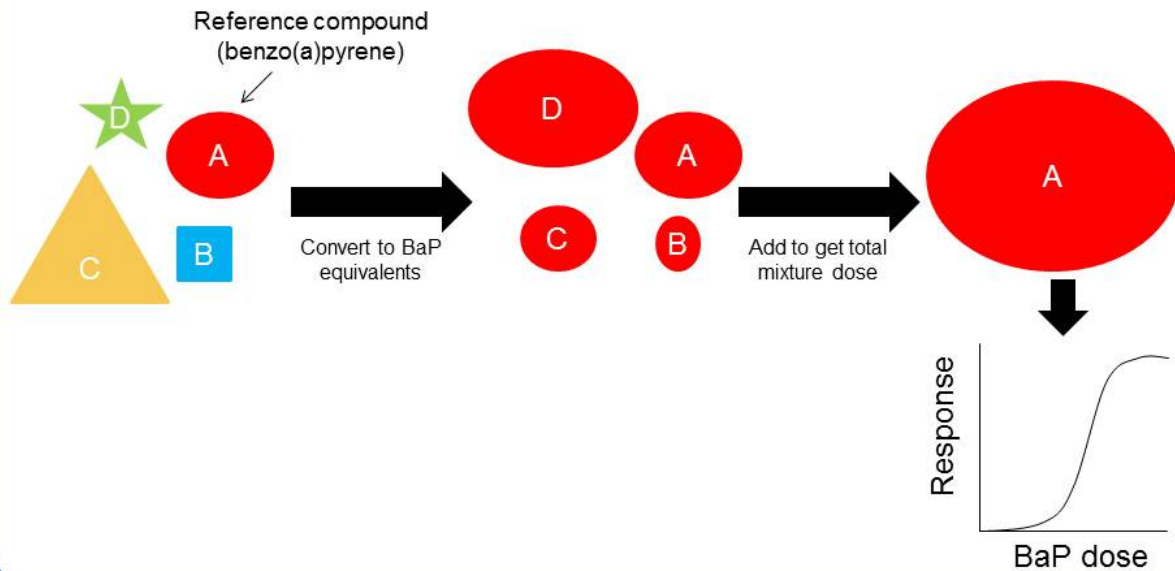 Reference compound
(benzo(a)pyrene)
D
A
C
B
Convert to BaP
equivalents
D
A
C
B
Add to get total
mixture dose
A
Response
BaP dose